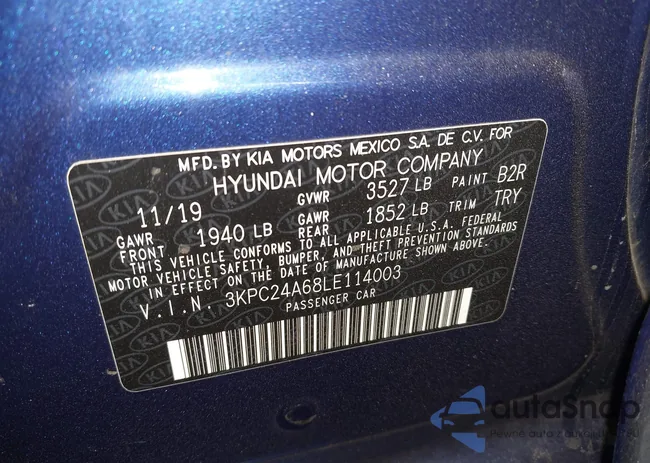 MFD. BY KIA MOTORS MEXICO S.A. DE C.V. FOR
HYUNDAI MOTOR COMPANY
11/19 GVWR 3527 LB PAINT B2R
GAWR FRONT 1940 LB GAWR REAR 1852 LB TRIM TRY
THIS VEHICLE CONFORMS TO ALL APPLICABLE U.S.A. FEDERAL
MOTOR VEHICLE SAFETY, BUMPER, AND THEFT PREVENTION STANDARDS
IN EFFECT ON THE DATE OF MANUFACTURE SHOWN ABOVE.
V.I.N. 3KPC24A68LE114003
PASSENGER CAR
autaSnap